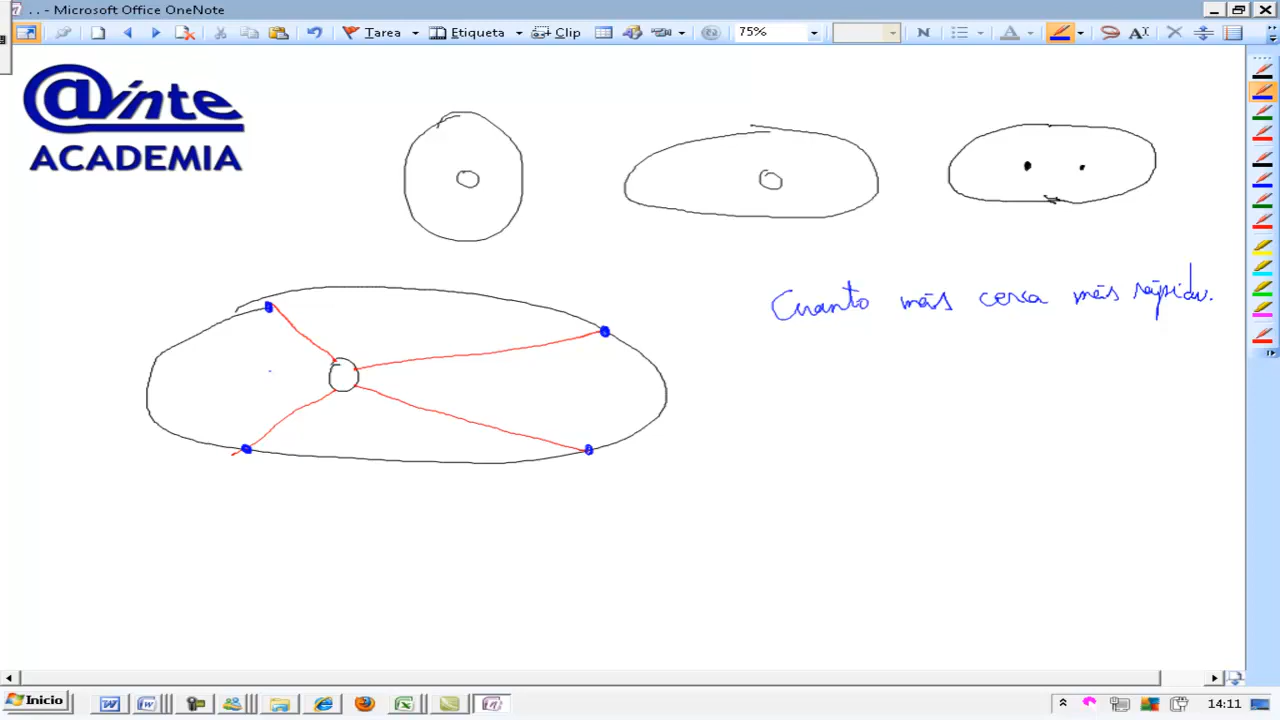 . . - Microsoft Office OneNote
Tarea
Etiqueta
Clip
75%
N
A
@inte
ACADEMIA
Cuanto más cerca más rápido.
Inicio
14:11